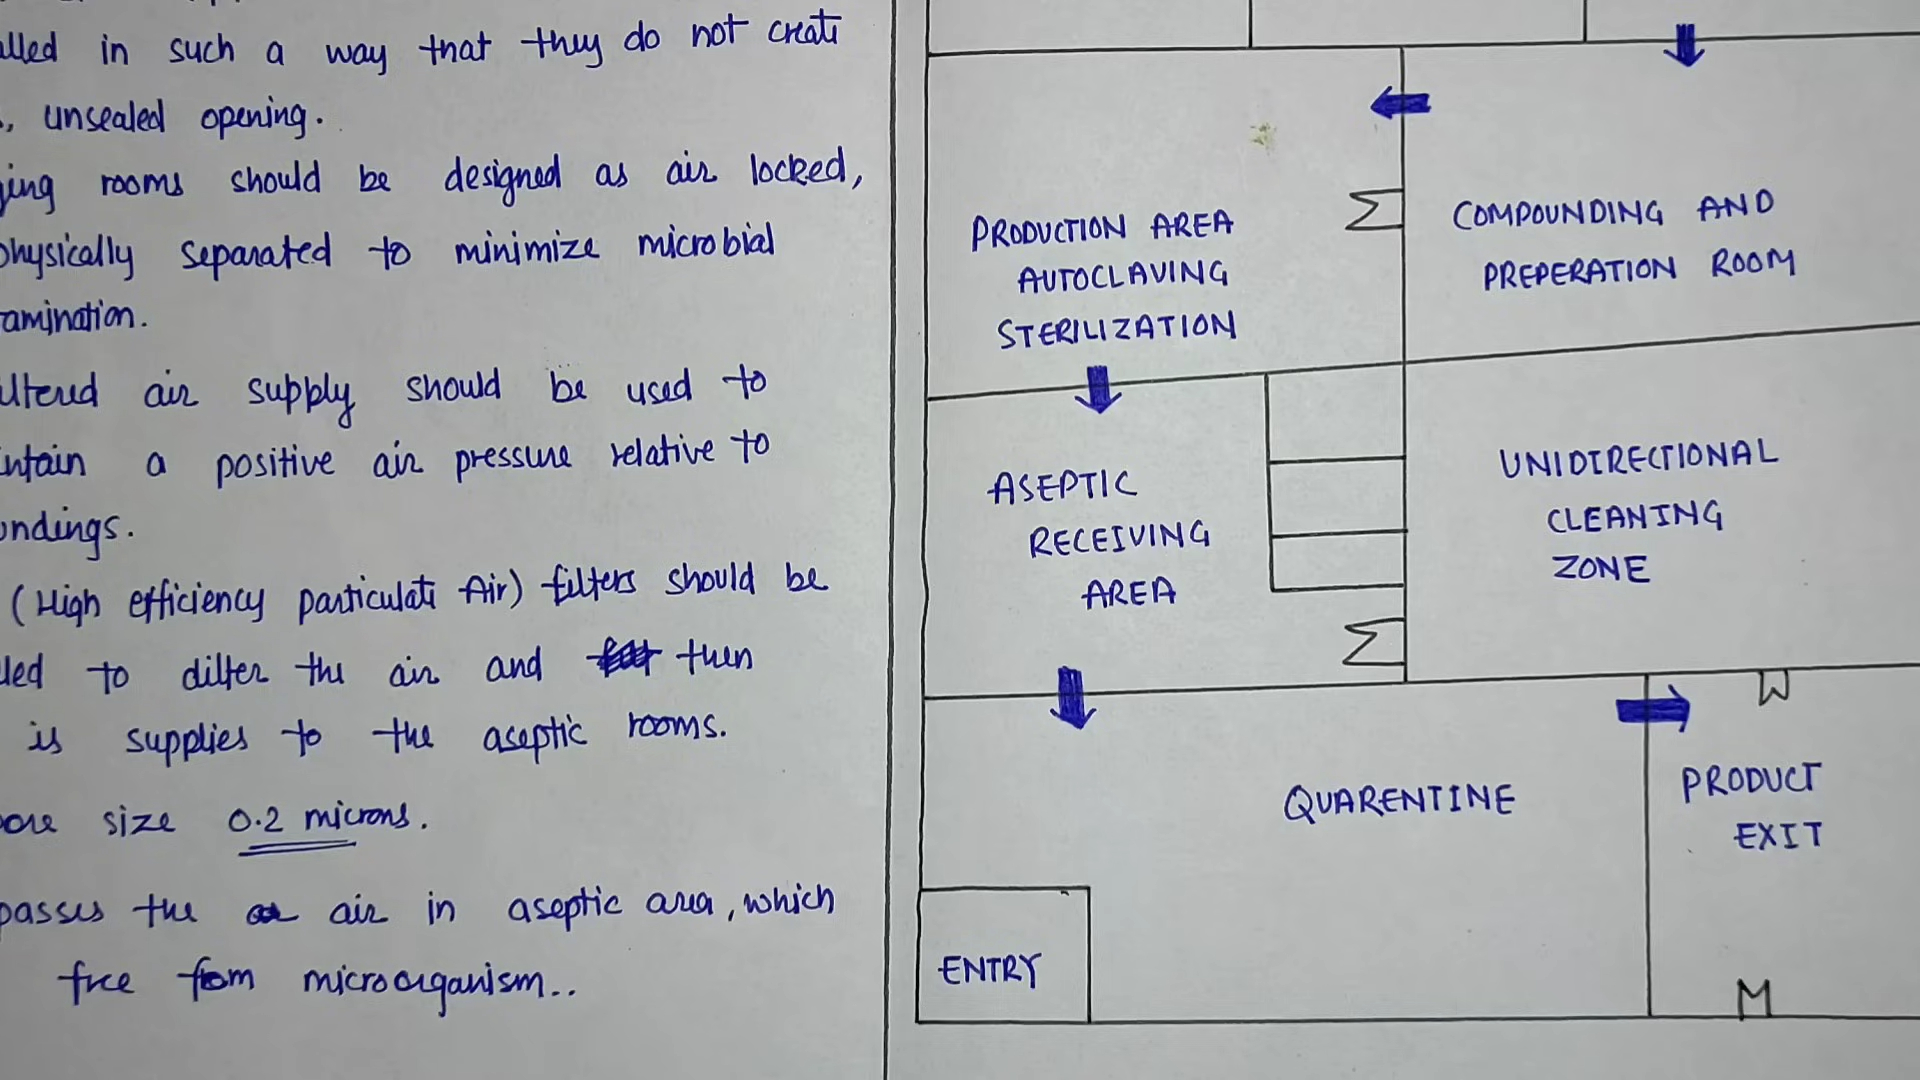 lled in such a way that they do not creati
, unsealed opening.
ing rooms should be designed as air locked,
physically separated to minimize microbial
amination.
ltered air supply should be used to
ntain a positive air pressure relative to
ndings.
(High efficiency particulati Air) filters should be
led to dilter the air and then
is supplies to the aseptic rooms.
ore size 0.2 microns.
passes the air in aseptic area, which
free from microorganism..
PRODUCTION AREA
AUTOCLAVING
STERILIZATION
COMPOUNDING AND
PREPERATION ROOM
ASEPTIC
RECEIVING
AREA
UNIDIRECTIONAL
CLEANING
ZONE
QUARENTINE
PRODUCT
EXIT
ENTRY